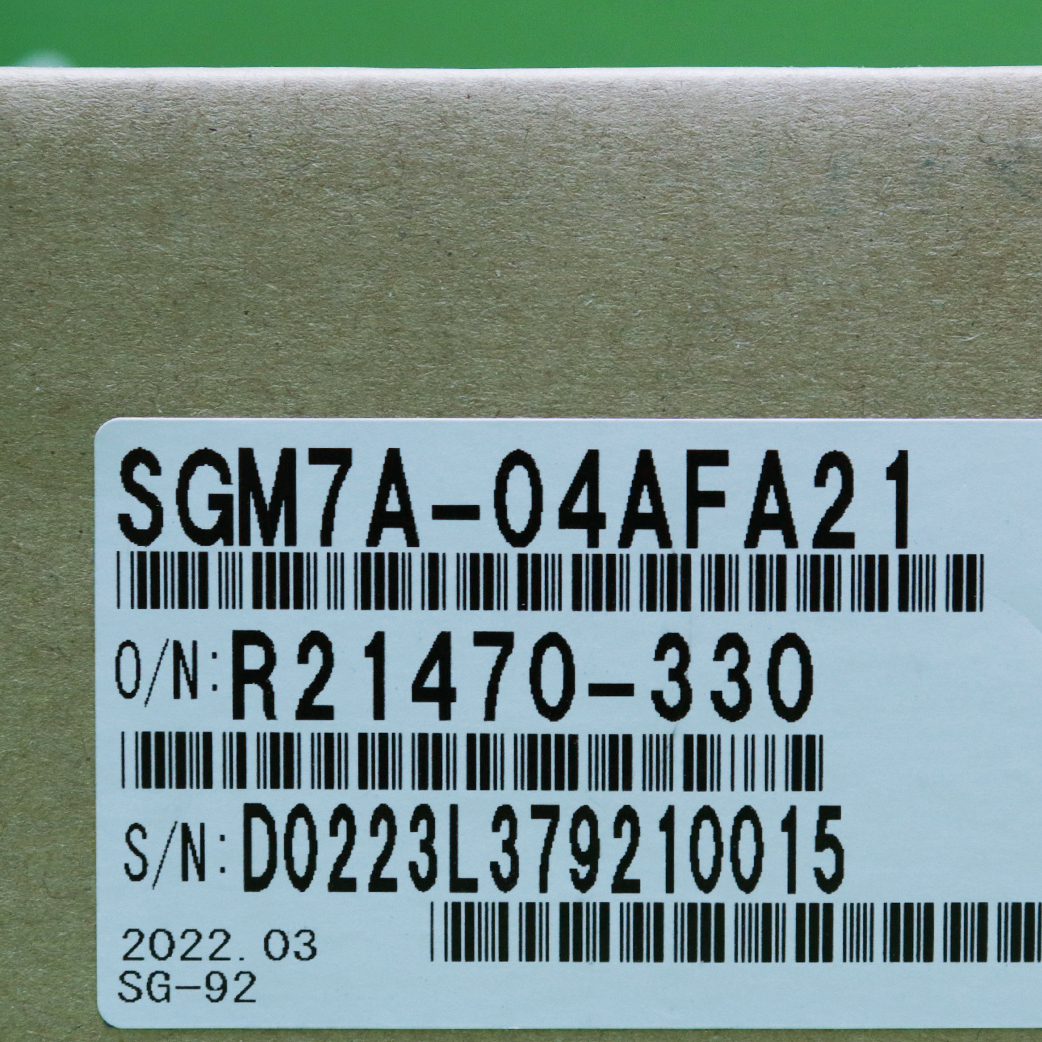 SGM7A-04AFA21
O/N:R21470-330
S/N:D0223L379210015
2022.03
SG-92